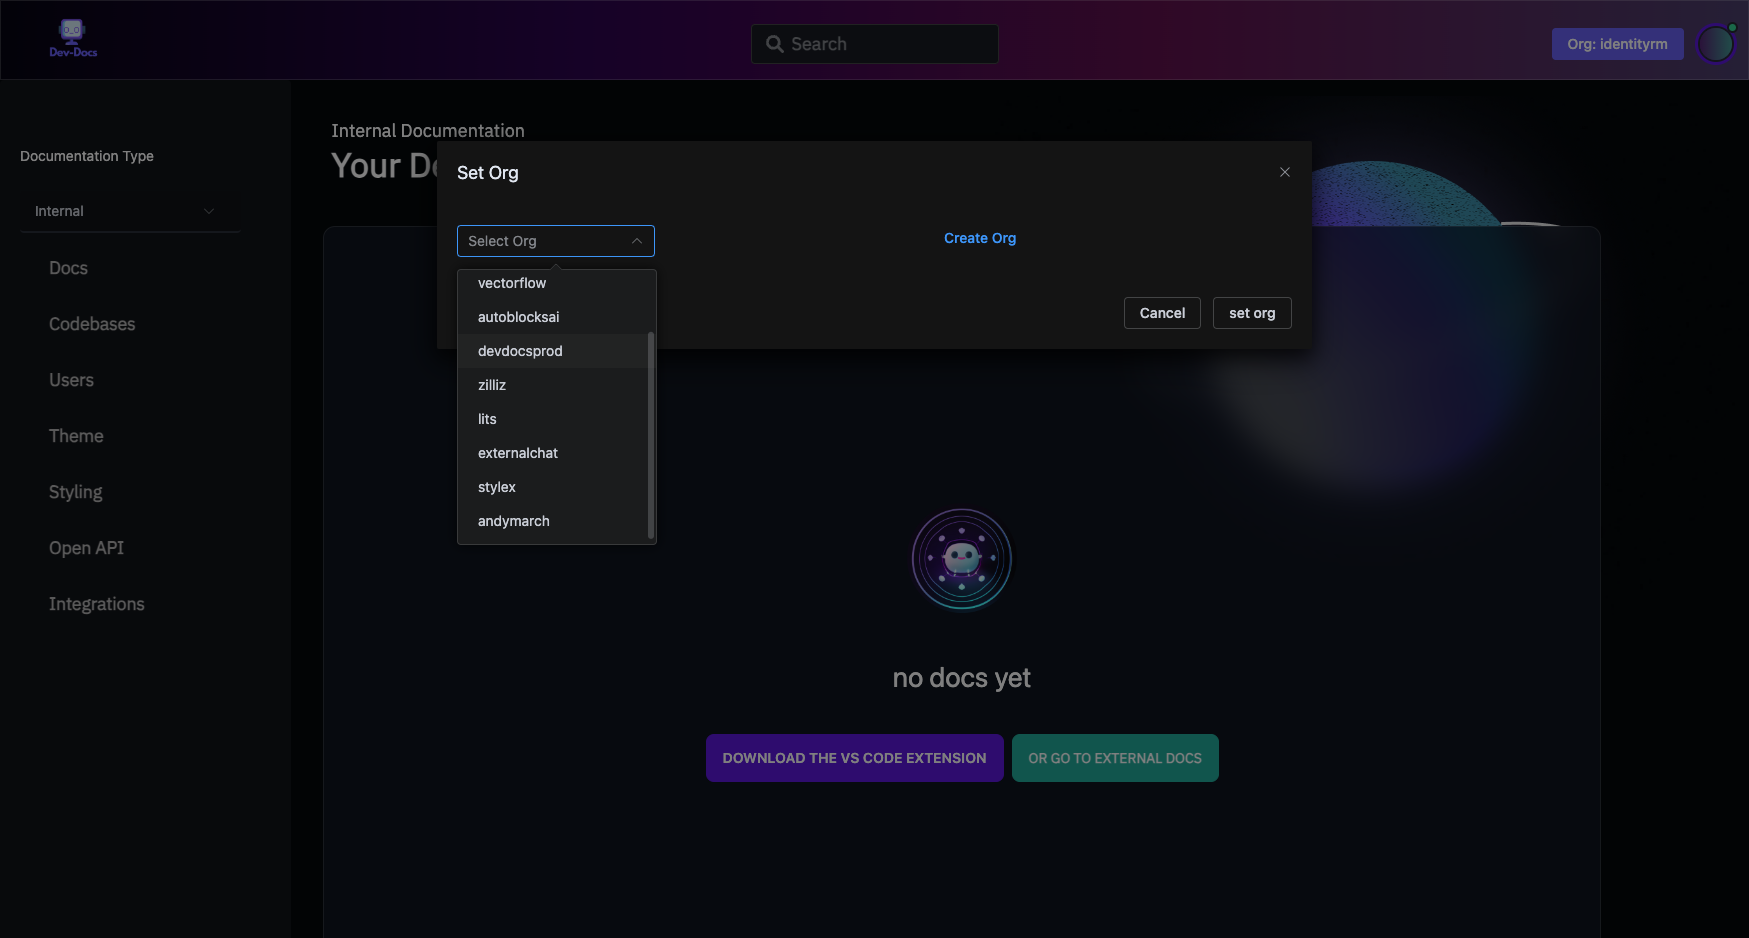 Dev-Docs
Search
Org: identityrm
Documentation Type
Internal
Docs
Codebases
Users
Theme
Styling
Open API
Integrations
Internal Documentation
Your De
Set Org
Select Org
Create Org
vectorflow
autoblocksai
devdocsprod
zilliz
lits
externalchat
stylex
andymarch
Cancel
set org
no docs yet
DOWNLOAD THE VS CODE EXTENSION
OR GO TO EXTERNAL DOCS